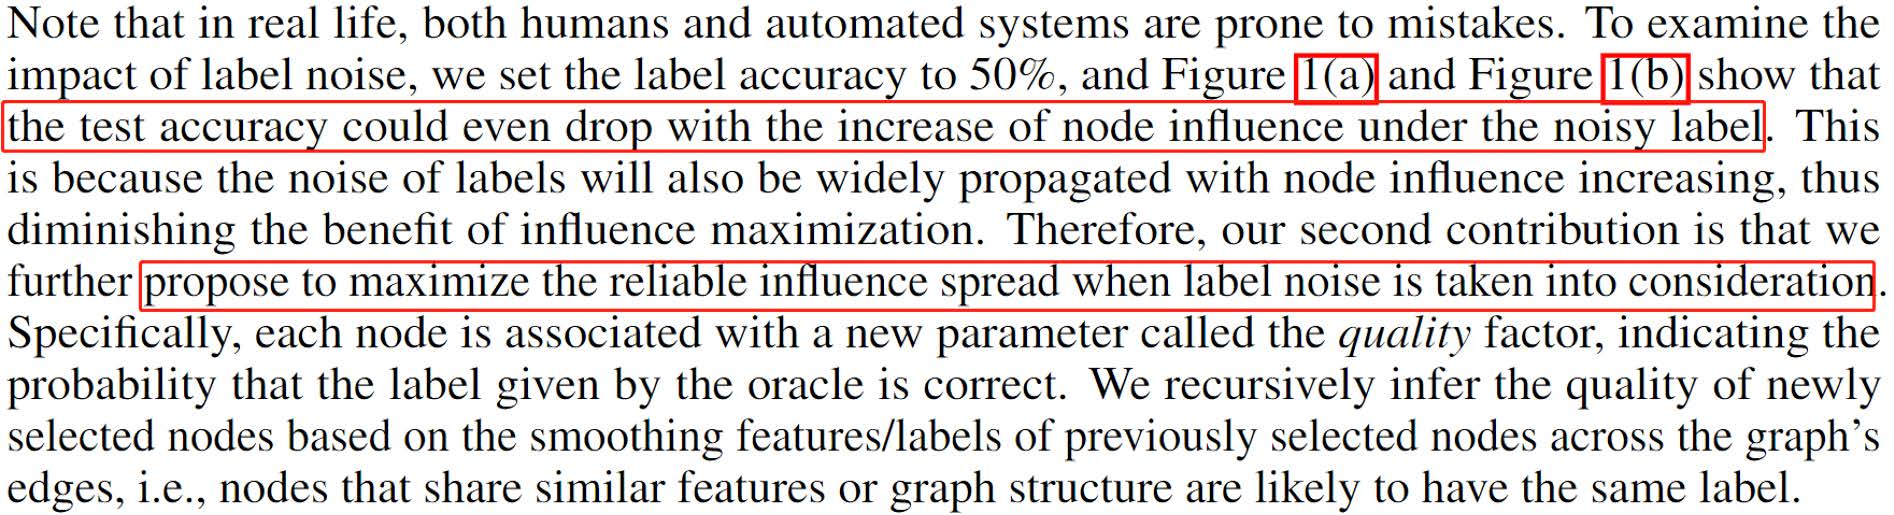 Note that in real life, both humans and automated systems are prone to mistakes. To examine the
impact of label noise, we set the label accuracy to 50%, and Figure 1(a) and Figure 1(b) show that
the test accuracy could even drop with the increase of node influence under the noisy label. This
is because the noise of labels will also be widely propagated with node influence increasing, thus
diminishing the benefit of influence maximization. Therefore, our second contribution is that we
further propose to maximize the reliable influence spread when label noise is taken into consideration.
Specifically, each node is associated with a new parameter called the quality factor, indicating the
probability that the label given by the oracle is correct. We recursively infer the quality of newly
selected nodes based on the smoothing features/labels of previously selected nodes across the graph's
edges, i.e., nodes that share similar features or graph structure are likely to have the same label.